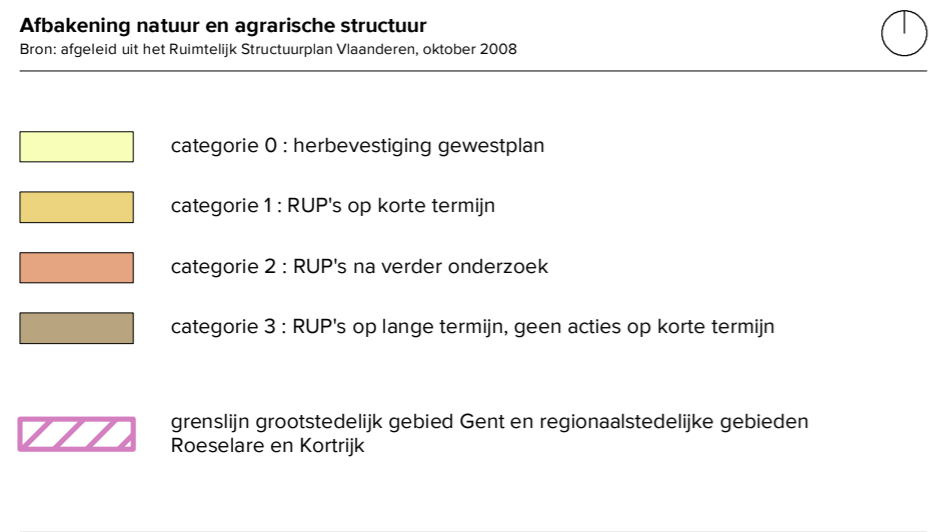 Afbakening natuur en agrarische structuur
Bron: afgeleid uit het Ruimtelijk Structuurplan Vlaanderen, oktober 2008
categorie 0 : herbevestiging gewestplan
categorie 1 : RUP's op korte termijn
categorie 2 : RUP's na verder onderzoek
categorie 3 : RUP's op lange termijn, geen acties op korte termijn
grenslijn grootstedelijk gebied Gent en regionaalstedelijke gebieden
Roeselare en Kortrijk